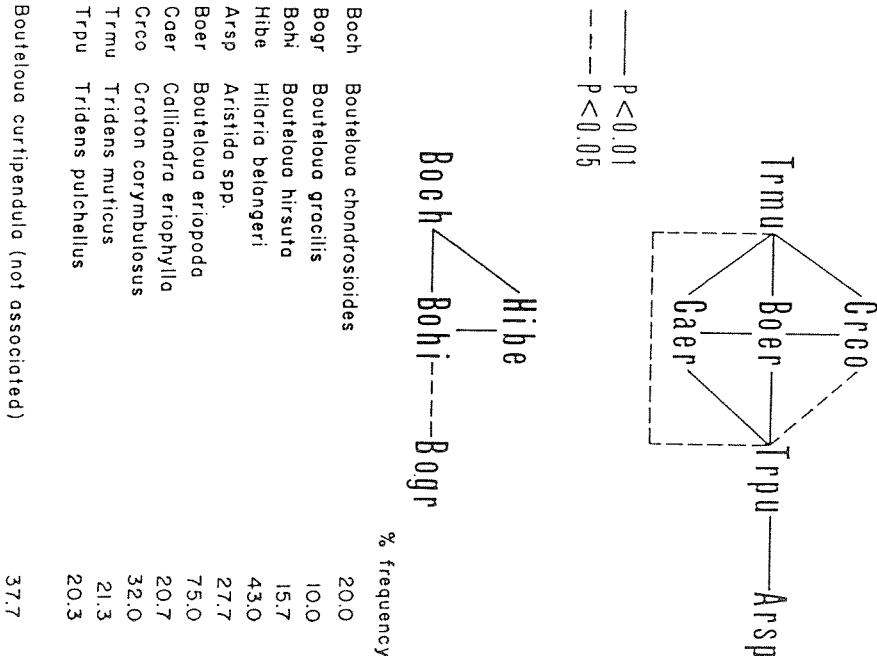 Crco
Trmu Boer Trpu Arsp
Caer
P <0.01
P <0.05
Hibe
Boch Bohi Bogr
% frequency
Boch Bouteloua chondrosioides 20.0
Bogr Bouteloua gracilis 10.0
Bohi Bouteloua hirsuta 15.7
Hibe Hilaria belangeri 43.0
Arsp Aristida spp. 27.7
Boer Bouteloua eriopoda 75.0
Caer Calliandra eriophylla 20.7
Crco Croton corymbulosus 32.0
Trmu Tridens muticus 21.3
Trpu Tridens pulchellus 20.3
Bouteloua curtipendula (not associated) 37.7